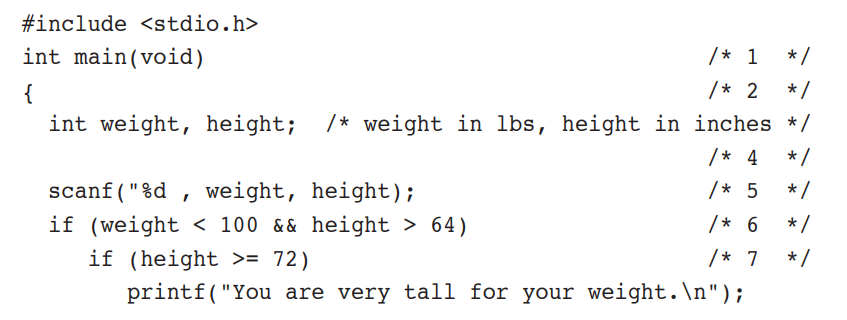 #include <stdio.h>
int main(void) /* 1 */
{ /* 2 */
int weight, height; /* weight in lbs, height in inches */
/* 4 */
scanf("%d , weight, height); /* 5 */
if (weight < 100 && height > 64) /* 6 */
if (height >= 72) /* 7 */
printf("You are very tall for your weight.\n");